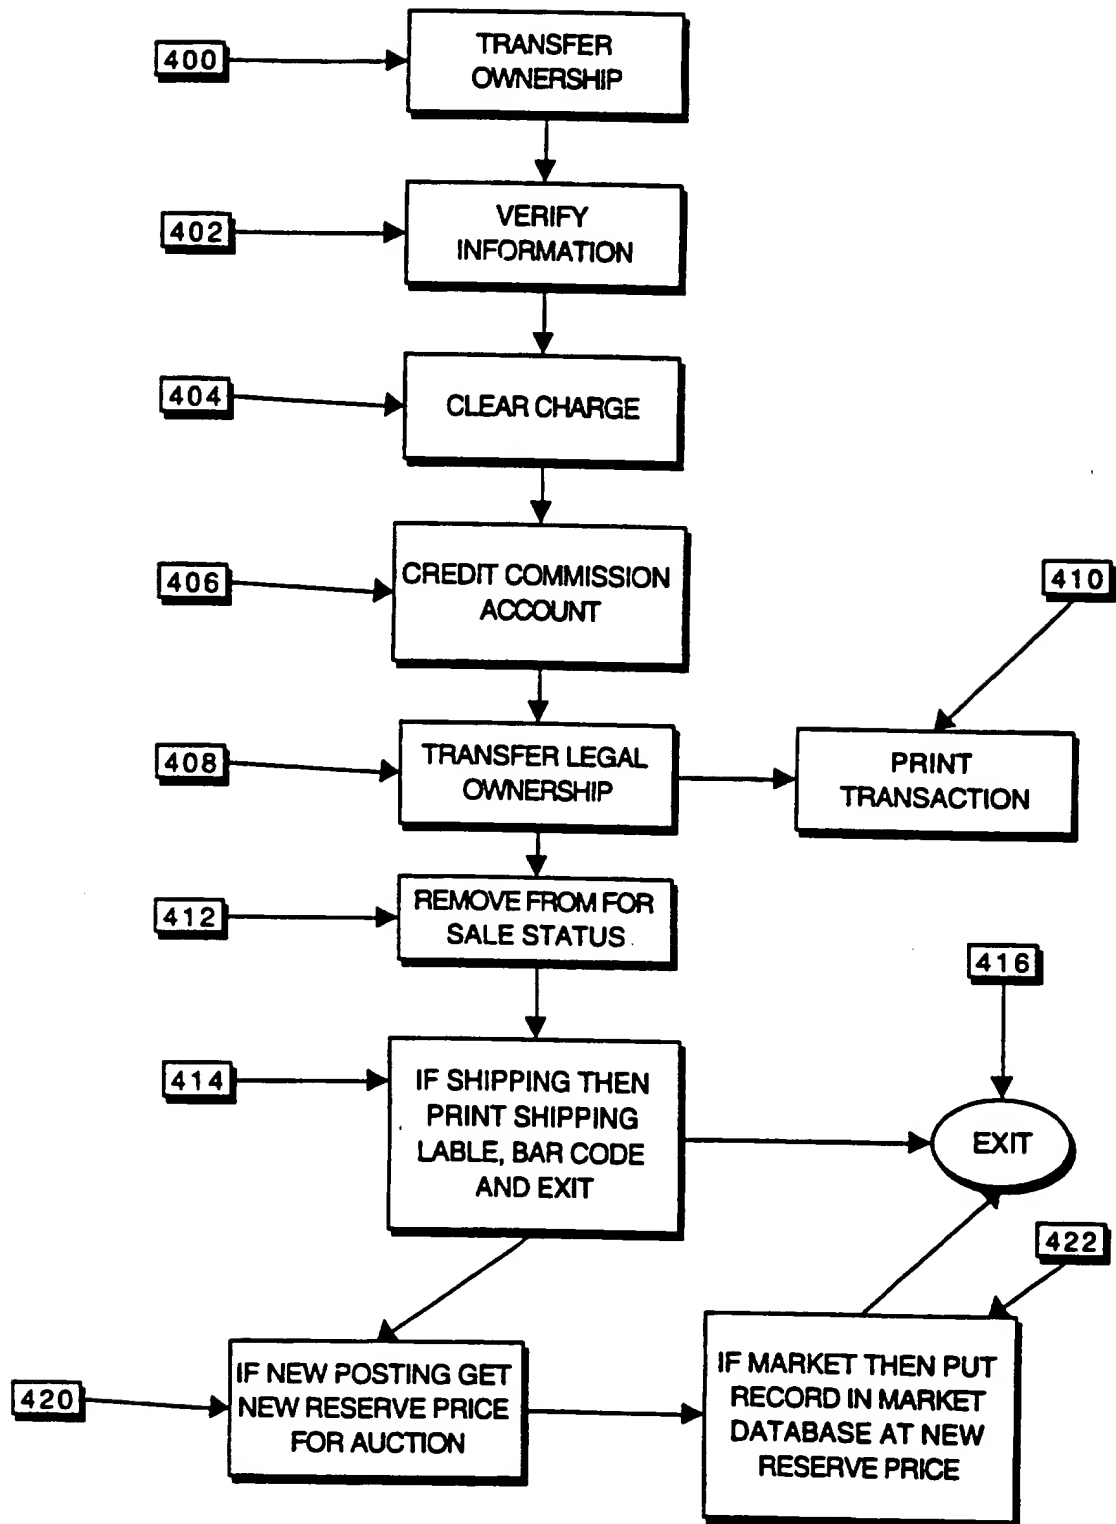 400
TRANSFER
OWNERSHIP
402
VERIFY
INFORMATION
404
CLEAR CHARGE
406
CREDIT COMMISSION
ACCOUNT
410
408
TRANSFER LEGAL
OWNERSHIP
PRINT
TRANSACTION
412
REMOVE FROM FOR
SALE STATUS
416
414
IF SHIPPING THEN
PRINT SHIPPING
LABLE, BAR CODE
AND EXIT
EXIT
422
420
IF NEW POSTING GET
NEW RESERVE PRICE
FOR AUCTION
IF MARKET THEN PUT
RECORD IN MARKET
DATABASE AT NEW
RESERVE PRICE